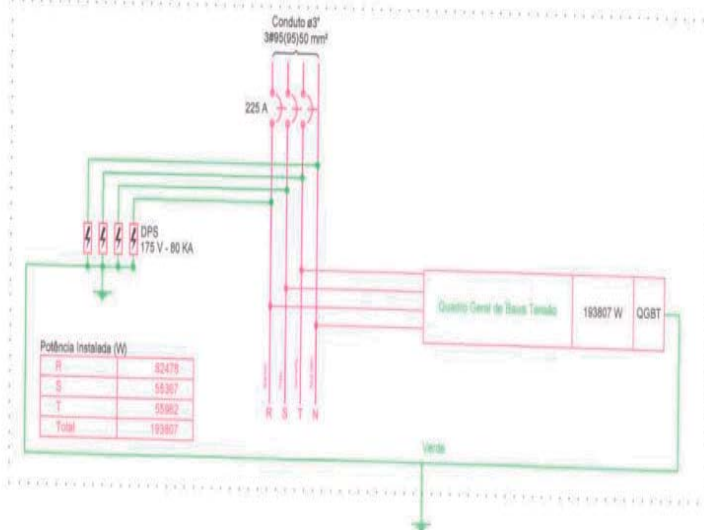 Conduto ø3"
3#95(95)50 mm²
225 A
DPS
175 V - 80 KA
Quadro Geral de Baixa Tensão
193807 W
QGBT
Potência Instalada (W)
R 82478
S 55367
T 55962
Total 193807
R S T N
Verde